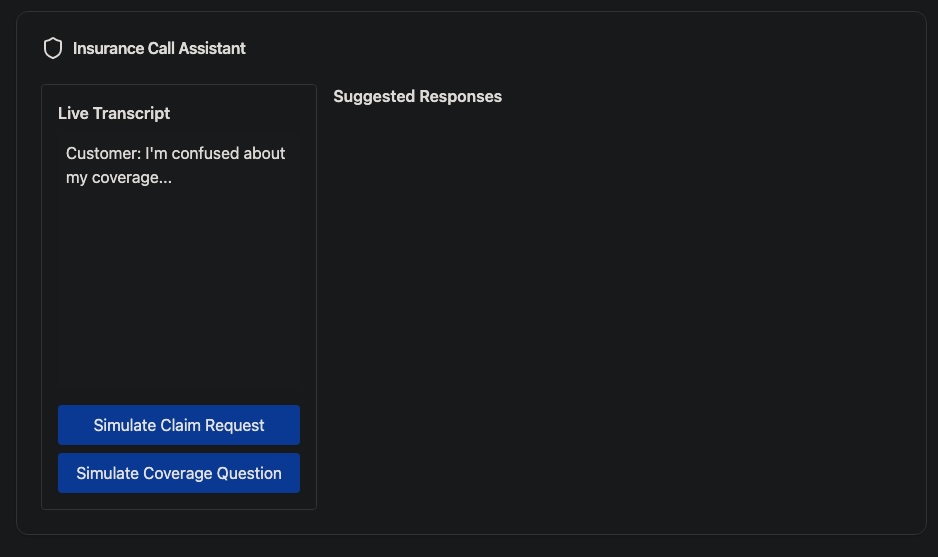 Insurance Call Assistant
Live Transcript
Customer: I'm confused about
my coverage...
Simulate Claim Request
Simulate Coverage Question
Suggested Responses